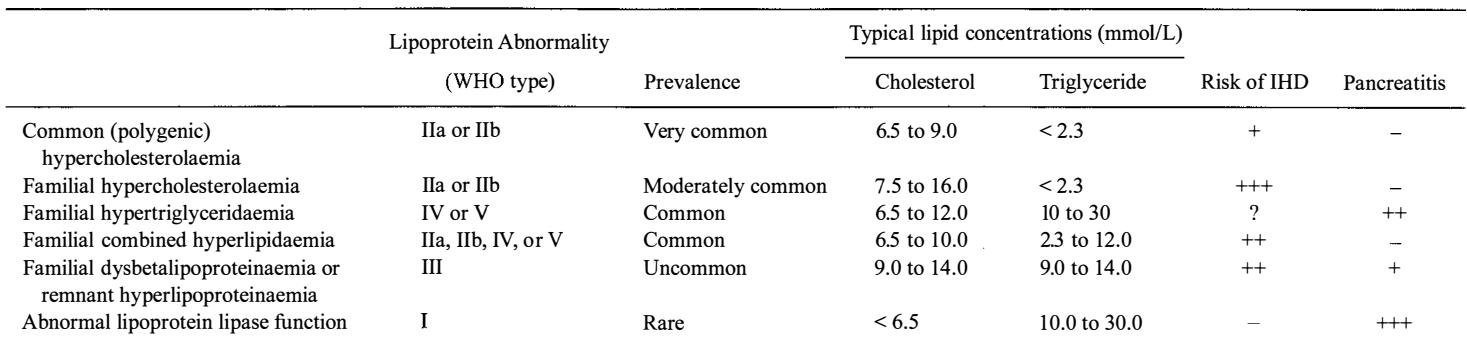 Typical lipid concentrations (mmol/L)
Lipoprotein Abnormality
(WHO type) Prevalence Cholesterol Triglyceride Risk of IHD Pancreatitis
Common (polygenic) IIa or IIb Very common 6.5 to 9.0 < 2.3 + –
hypercholesterolaemia
Familial hypercholesterolaemia IIa or IIb Moderately common 7.5 to 16.0 < 2.3 +++ –
Familial hypertriglyceridaemia IV or V Common 6.5 to 12.0 10 to 30 ? ++
Familial combined hyperlipidaemia IIa, IIb, IV, or V Common 6.5 to 10.0 2.3 to 12.0 ++ –
Familial dysbetalipoproteinaemia or III Uncommon 9.0 to 14.0 9.0 to 14.0 ++ +
remnant hyperlipoproteinaemia
Abnormal lipoprotein lipase function I Rare < 6.5 10.0 to 30.0 – +++